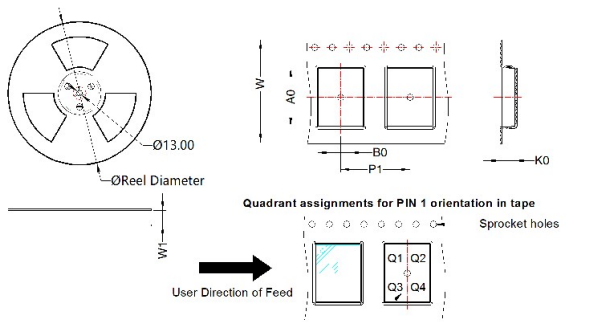 W
A0
B0
P1
K0
Ø13.00
ØReel Diameter
W1
Quadrant assignments for PIN 1 orientation in tape
Sprocket holes
Q1 Q2
Q3 Q4
User Direction of Feed